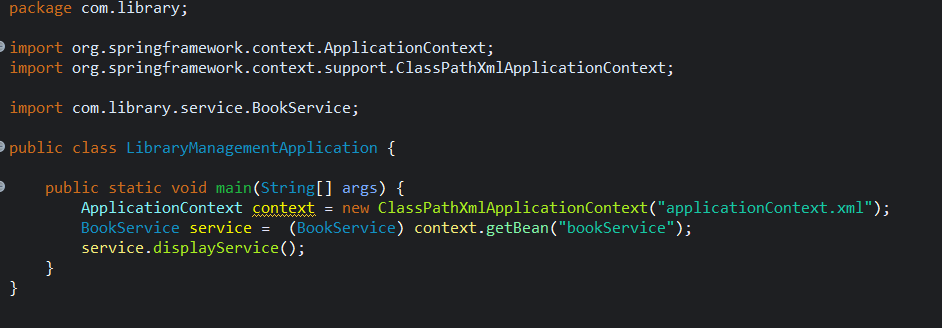 package com.library;
import org.springframework.context.ApplicationContext;
import org.springframework.context.support.ClassPathXmlApplicationContext;
import com.library.service.BookService;
public class LibraryManagementApplication {
public static void main(String[] args) {
ApplicationContext context = new ClassPathXmlApplicationContext("applicationContext.xml");
BookService service =  (BookService) context.getBean("bookService");
service.displayService();
}
}